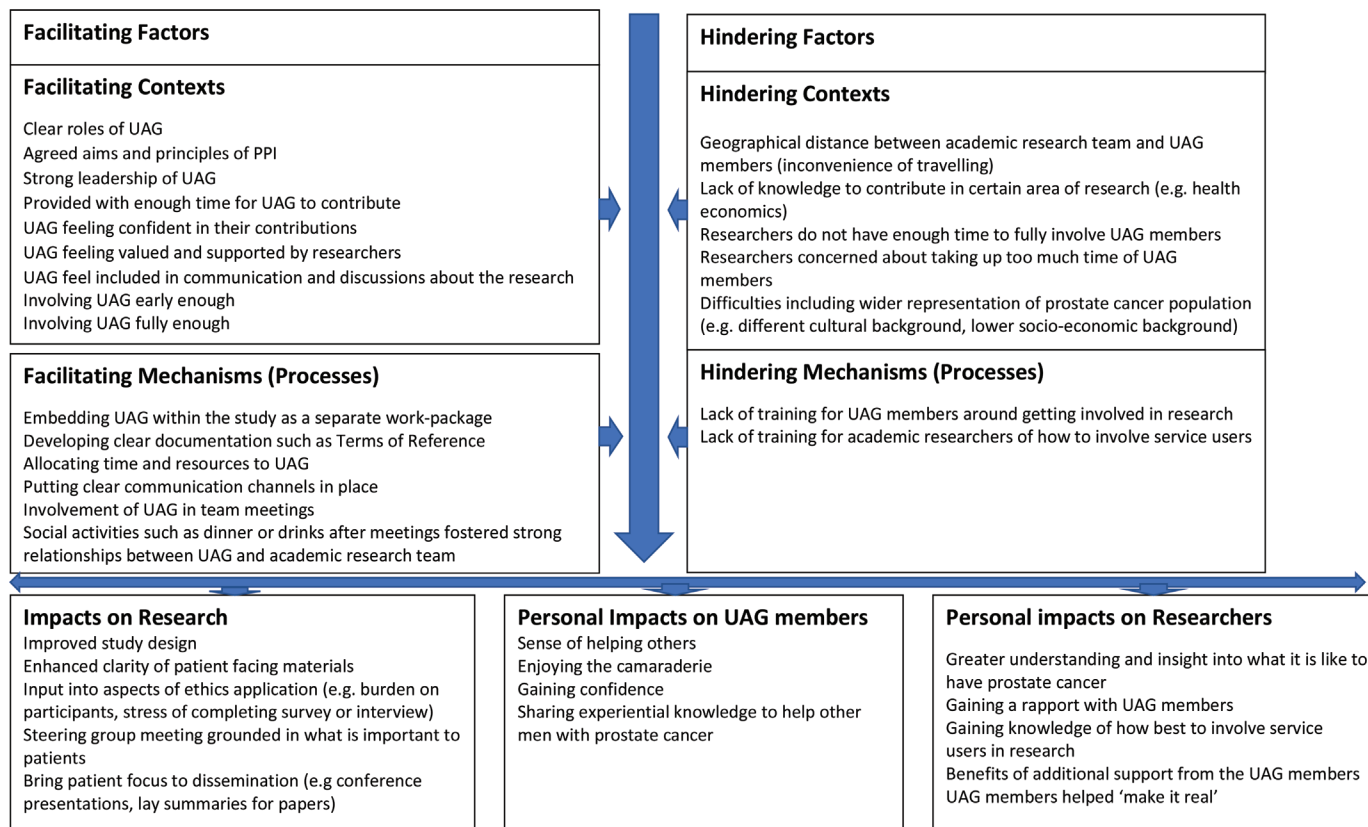 Facilitating Factors
Facilitating Contexts
Clear roles of UAG
Agreed aims and principles of PPI
Strong leadership of UAG
Provided with enough time for UAG to contribute
UAG feeling confident in their contributions
UAG feeling valued and supported by researchers
UAG feel included in communication and discussions about the research
Involving UAG early enough
Involving UAG fully enough
Facilitating Mechanisms (Processes)
Embedding UAG within the study as a separate work-package
Developing clear documentation such as Terms of Reference
Allocating time and resources to UAG
Putting clear communication channels in place
Involvement of UAG in team meetings
Social activities such as dinner or drinks after meetings fostered strong
relationships between UAG and academic research team
Hindering Factors
Hindering Contexts
Geographical distance between academic research team and UAG
members (inconvenience of travelling)
Lack of knowledge to contribute in certain area of research (e.g. health
economics)
Researchers do not have enough time to fully involve UAG members
Researchers concerned about taking up too much time of UAG
members
Difficulties including wider representation of prostate cancer population
(e.g. different cultural background, lower socio-economic background)
Hindering Mechanisms (Processes)
Lack of training for UAG members around getting involved in research
Lack of training for academic researchers of how to involve service users
Impacts on Research
Improved study design
Enhanced clarity of patient facing materials
Input into aspects of ethics application (e.g. burden on
participants, stress of completing survey or interview)
Steering group meeting grounded in what is important to
patients
Bring patient focus to dissemination (e.g conference
presentations, lay summaries for papers)
Personal Impacts on UAG members
Sense of helping others
Enjoying the camaraderie
Gaining confidence
Sharing experiential knowledge to help other
men with prostate cancer
Personal impacts on Researchers
Greater understanding and insight into what it is like to
have prostate cancer
Gaining a rapport with UAG members
Gaining knowledge of how best to involve service
users in research
Benefits of additional support from the UAG members
UAG members helped ‘make it real’